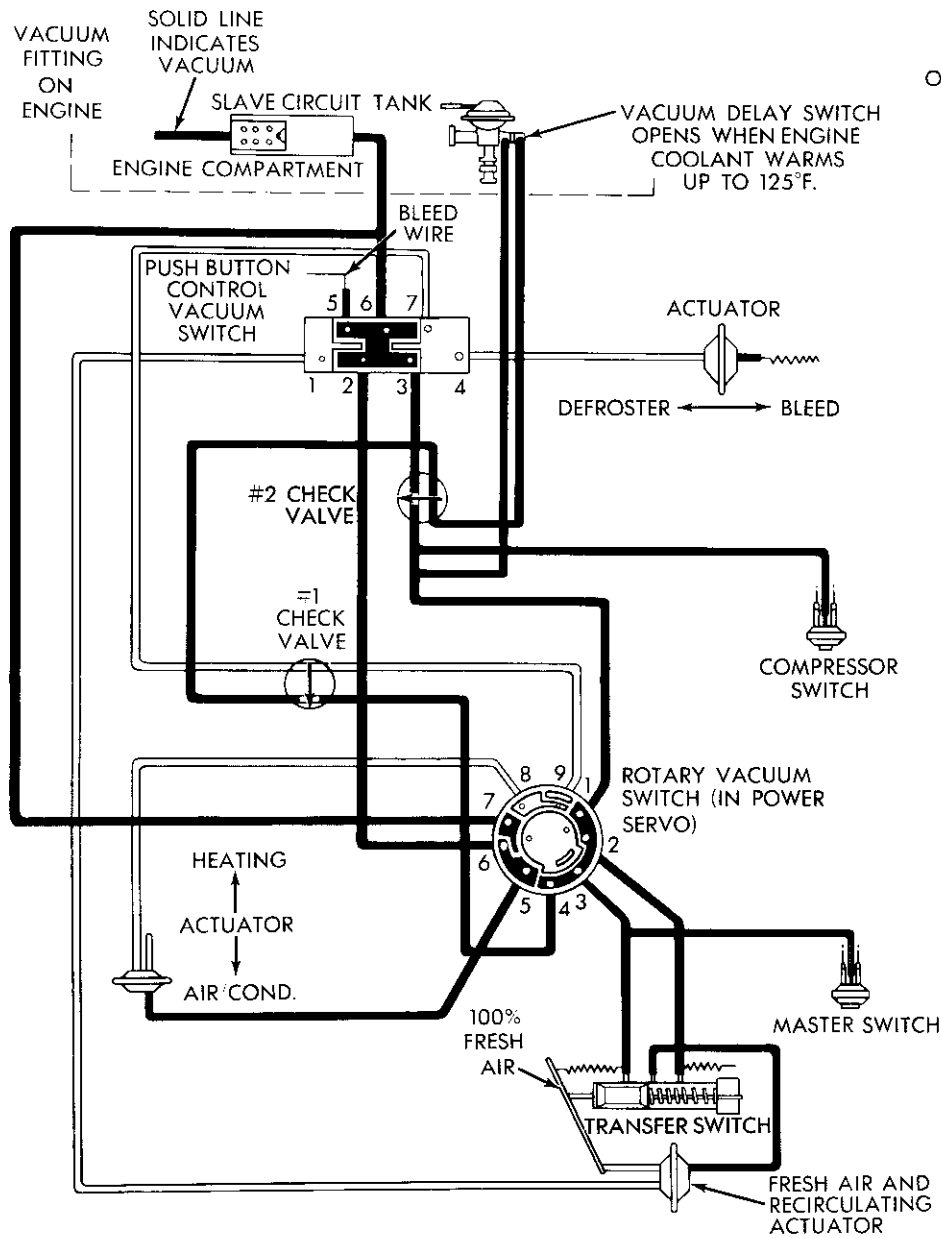 VACUUM
FITTING
ON
ENGINE
SOLID LINE
INDICATES
VACUUM
SLAVE CIRCUIT TANK
ENGINE COMPARTMENT
VACUUM DELAY SWITCH
OPENS WHEN ENGINE
COOLANT WARMS
UP TO 125°F.
BLEED
WIRE
PUSH BUTTON
CONTROL
VACUUM
SWITCH
5 6 7
1 2 3 4
ACTUATOR
DEFROSTER
BLEED
#2 CHECK
VALVE
#1
CHECK
VALVE
COMPRESSOR
SWITCH
ROTARY VACUUM
SWITCH (IN POWER
SERVO)
8 9 1
7
2
6
5 4 3
HEATING
ACTUATOR
AIR COND.
MASTER SWITCH
100%
FRESH
AIR
TRANSFER SWITCH
FRESH AIR AND
RECIRCULATING
ACTUATOR